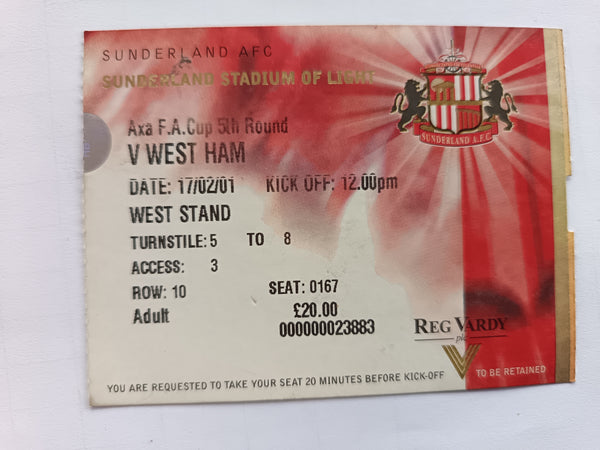 SUNDERLAND AFC
SUNDERLAND STADIUM OF LIGHT
Axa F.A.Cup 5th Round
V WEST HAM
DATE: 17/02/01 KICK OFF: 12.00pm
WEST STAND
TURNSTILE: 5 TO 8
ACCESS: 3
ROW: 10 SEAT: 0167
Adult £20.00
000000023883
SUNDERLAND A.F.C.
REG VARDY
plc
TO BE RETAINED
YOU ARE REQUESTED TO TAKE YOUR SEAT 20 MINUTES BEFORE KICK-OFF